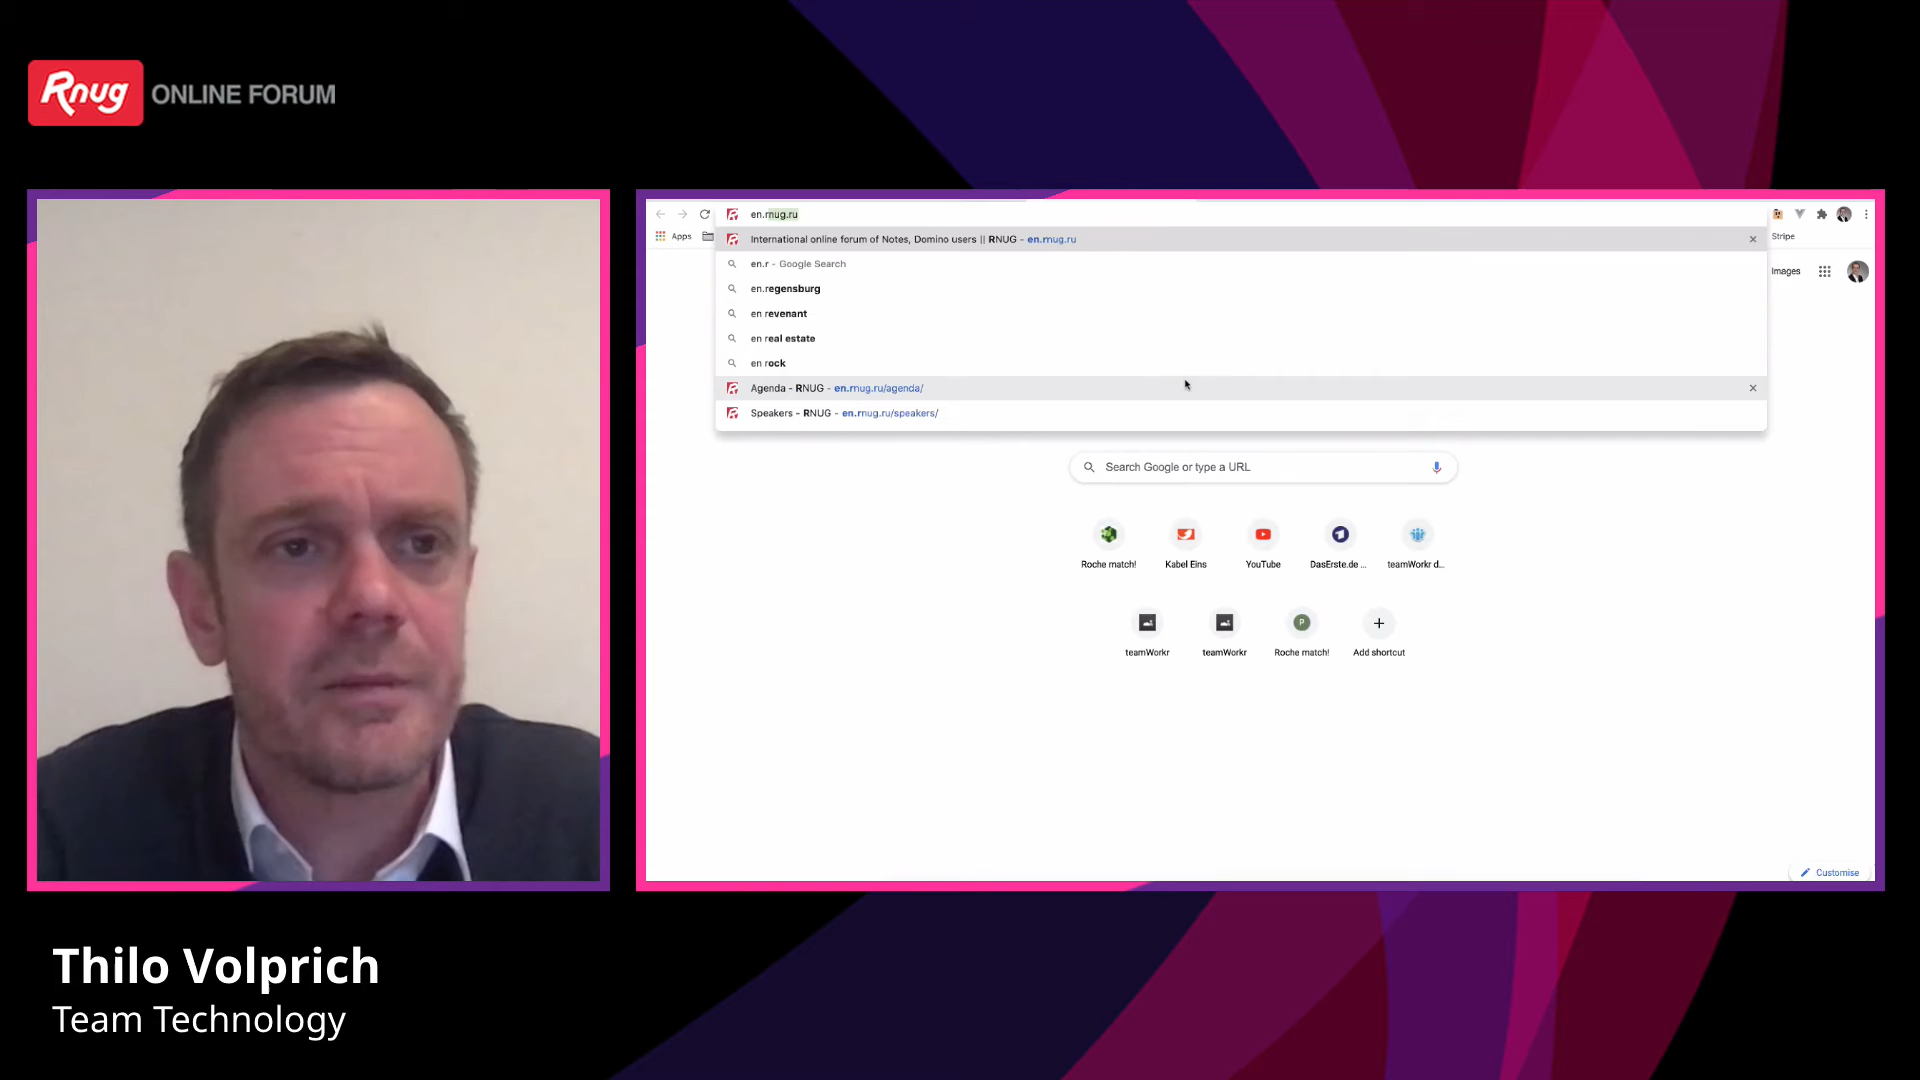 Rnug ONLINE FORUM
en.rnug.ru
Apps
Stripe
International online forum of Notes, Domino users || RNUG - en.rnug.ru
en.r - Google Search
Images
en.regensburg
en revenant
en real estate
en rock
Agenda - RNUG - en.rnug.ru/agenda/
Speakers - RNUG - en.rnug.ru/speakers/
Search Google or type a URL
Roche match! Kabel Eins YouTube DasErste.de ... teamWorkr d...
P
teamWorkr teamWorkr Roche match! Add shortcut
Customise
Thilo Volprich
Team Technology